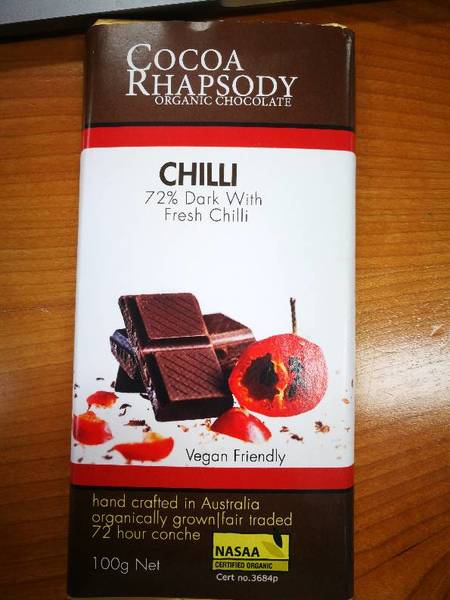 COCOA
RHAPSODY
ORGANIC CHOCOLATE
CHILLI
72% Dark With
Fresh Chilli
Vegan Friendly
hand crafted in Australia
organically grown|fair traded
72 hour conche
100g Net
NASAA
CERTIFIED ORGANIC
Cert no.3684p